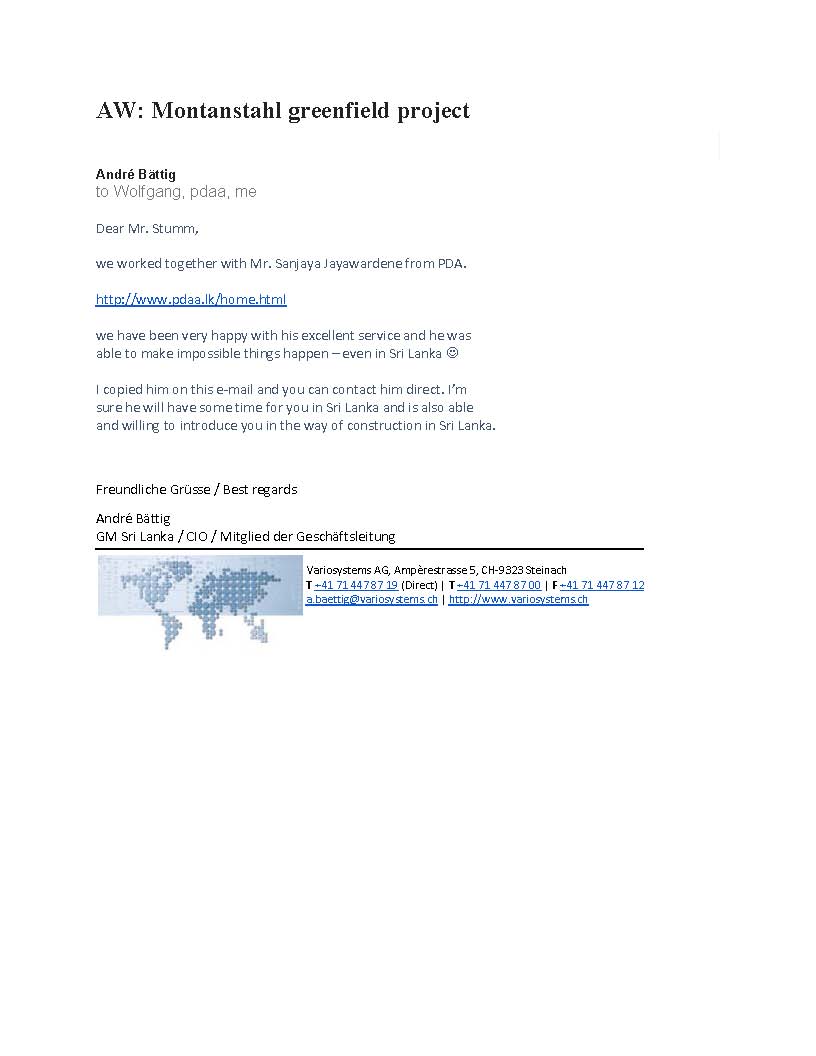 AW: Montanstahl greenfield project
André Bättig
to Wolfgang, pdaa, me
Dear Mr. Stumm,
we worked together with Mr. Sanjaya Jayawardene from PDA.
http://www.pdaa.lk/home.html
we have been very happy with his excellent service and he was
able to make impossible things happen – even in Sri Lanka ☺
I copied him on this e-mail and you can contact him direct. I’m
sure he will have some time for you in Sri Lanka and is also able
and willing to introduce you in the way of construction in Sri Lanka.
Freundliche Grüsse / Best regards
André Bättig
GM Sri Lanka / CIO / Mitglied der Geschäftsleitung
Variosystems AG, Ampèrestrasse 5, CH-9323 Steinach
T +41 71 447 87 19 (Direct) | T +41 71 447 87 00 | F +41 71 447 87 12
a.baettig@variosystems.ch | http://www.variosystems.ch